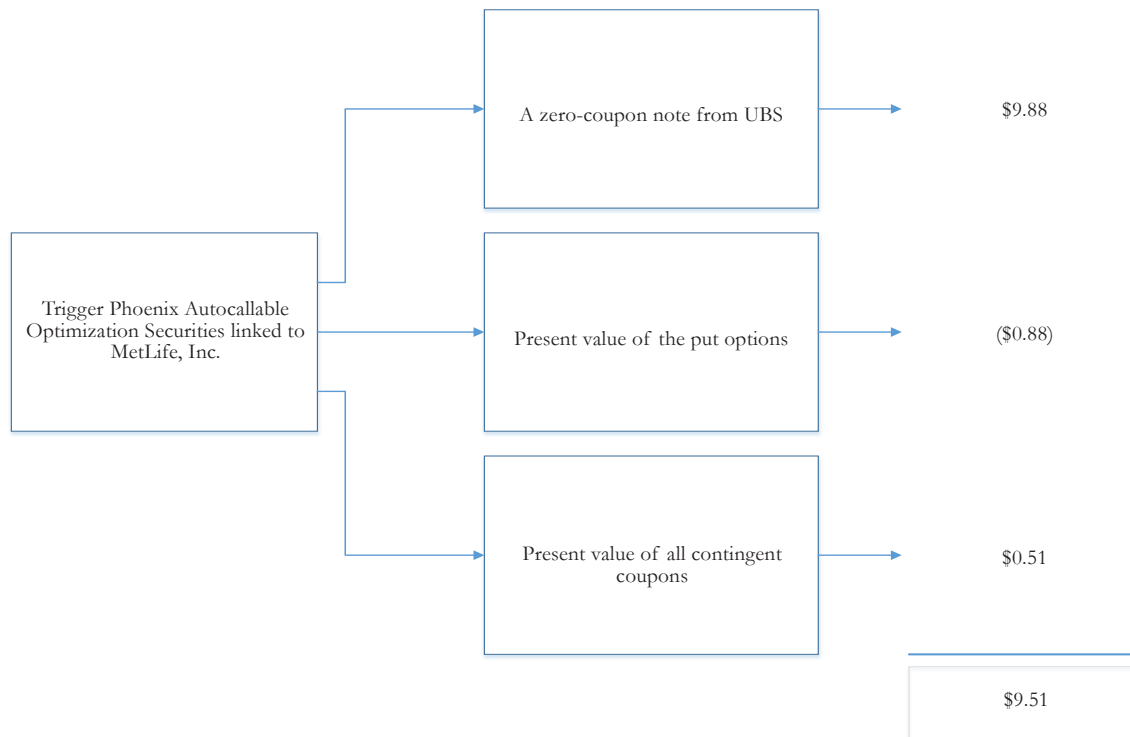 A zero-coupon note from UBS
$9.88
Trigger Phoenix Autocallable
Optimization Securities linked to
MetLife, Inc.
Present value of the put options
($0.88)
Present value of all contingent
coupons
$0.51
$9.51